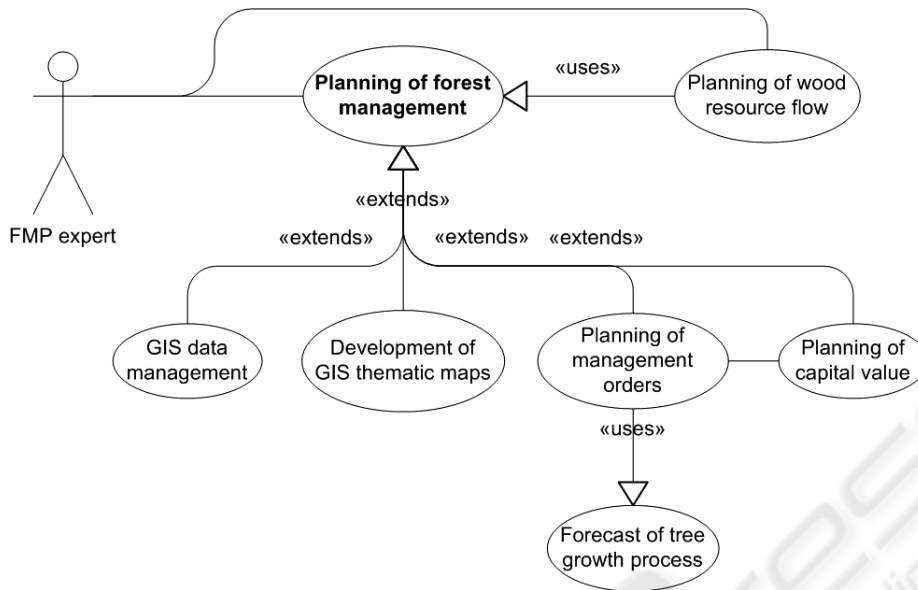 Planning of forest
management
«uses»
Planning of wood
resource flow
FMP expert
«extends»
«extends»
«extends»
«extends»
GIS data
management
Development of
GIS thematic maps
Planning of
management
orders
Planning of
capital value
«uses»
Forecast of tree
growth process